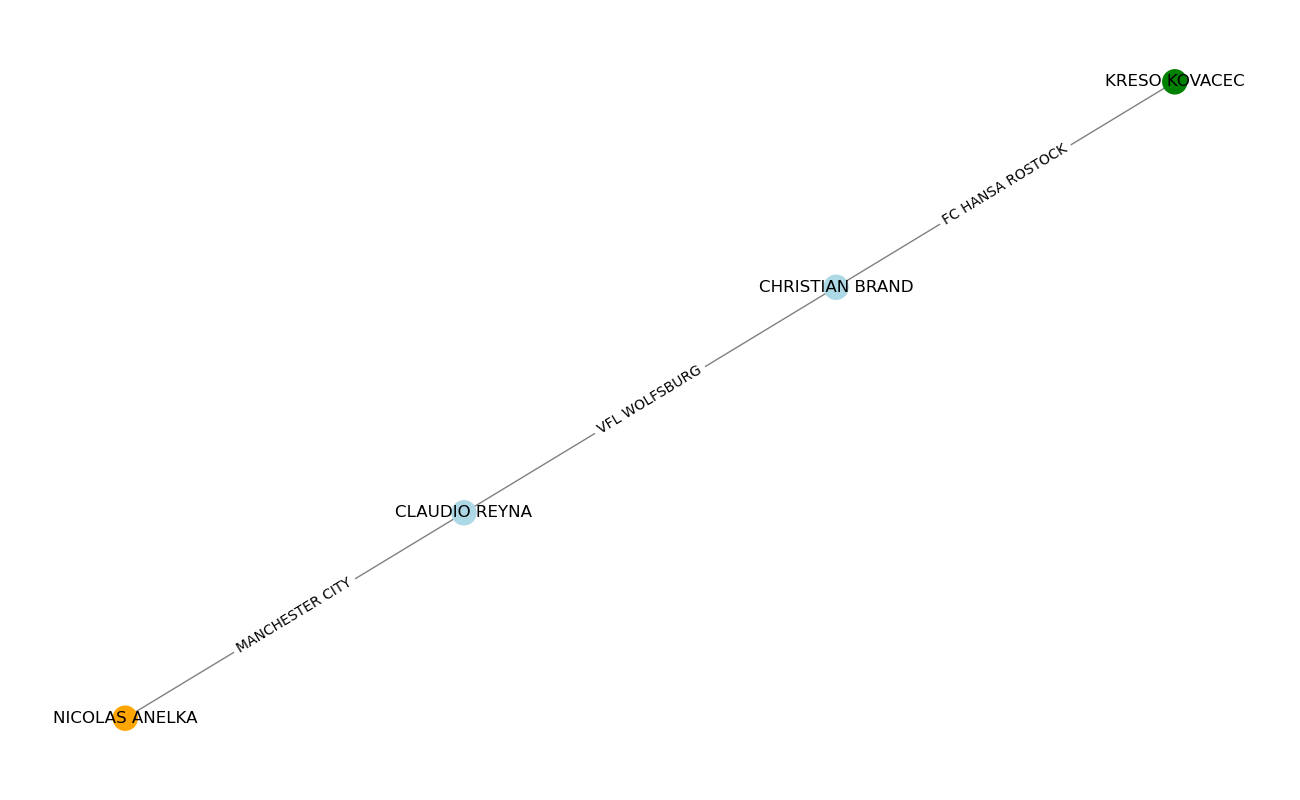 KRESO KOVACEC
FC HANSA ROSTOCK
CHRISTIAN BRAND
VFL WOLFSBURG
CLAUDIO REYNA
MANCHESTER CITY
NICOLAS ANELKA